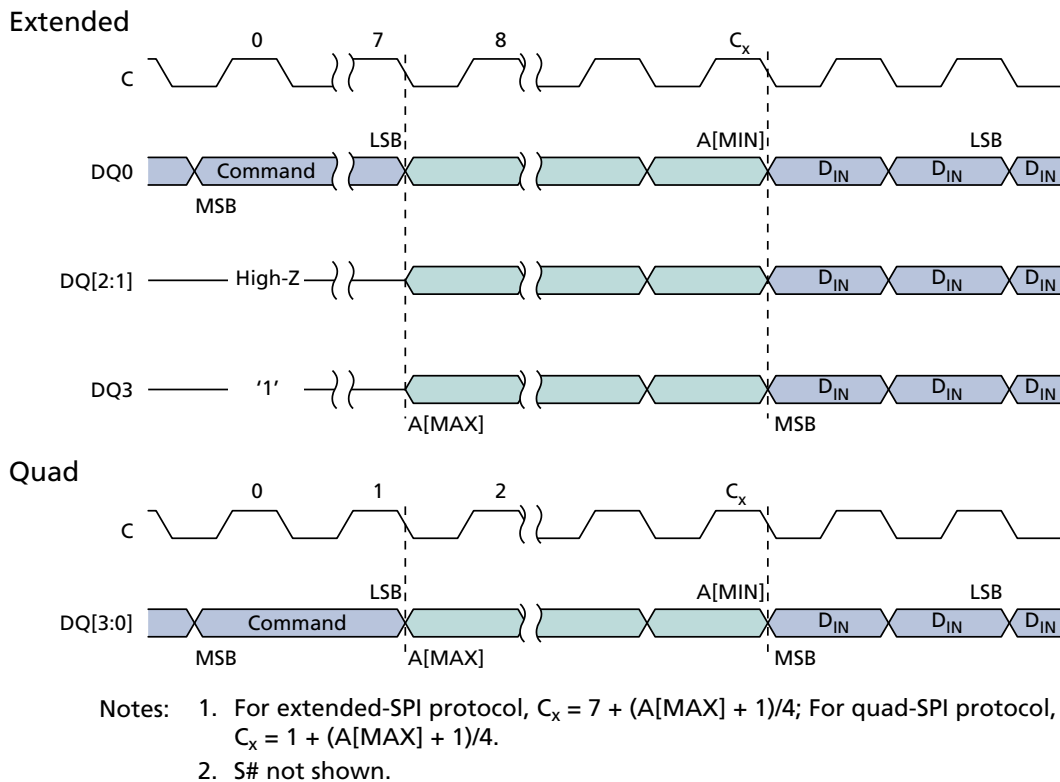 Extended
0 7 8 Cx
C
LSB A[MIN] LSB
DQ0 Command DIN DIN DIN
MSB
DQ[2:1] High-Z DIN DIN DIN
DQ3 ‘1’ DIN DIN DIN
A[MAX] MSB
Quad
0 1 2 Cx
C
LSB A[MIN] LSB
DQ[3:0] Command DIN DIN DIN
MSB A[MAX] MSB
Notes: 1. For extended-SPI protocol, Cx = 7 + (A[MAX] + 1)/4; For quad-SPI protocol,
Cx = 1 + (A[MAX] + 1)/4.
2. S# not shown.